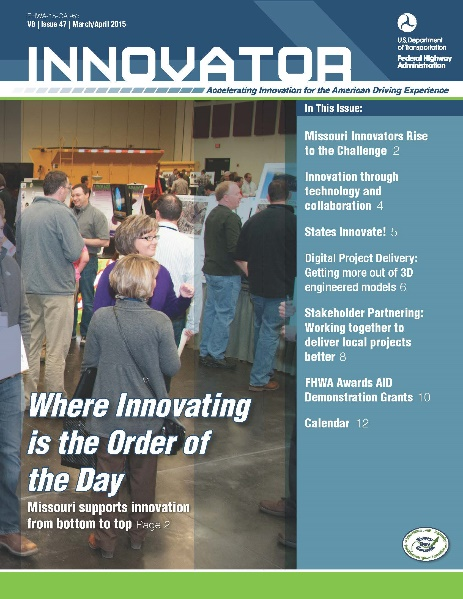 V8 | Issue 47 | March/April 2015
INNOVATOR
U.S. Department
of Transportation
Federal Highway
Administration
Accelerating Innovation for the American Driving Experience
In This Issue:
Missouri Innovators Rise
to the Challenge 2
Innovation through
technology and
collaboration 4
States Innovate! 5
Digital Project Delivery:
Getting more out of 3D
engineered models 6
Stakeholder Partnering:
Working together to
deliver local projects
better 8
FHWA Awards AID
Demonstration Grants 10
Calendar 12
Where Innovating
is the Order of
the Day
Missouri supports innovation
from bottom to top Page 2